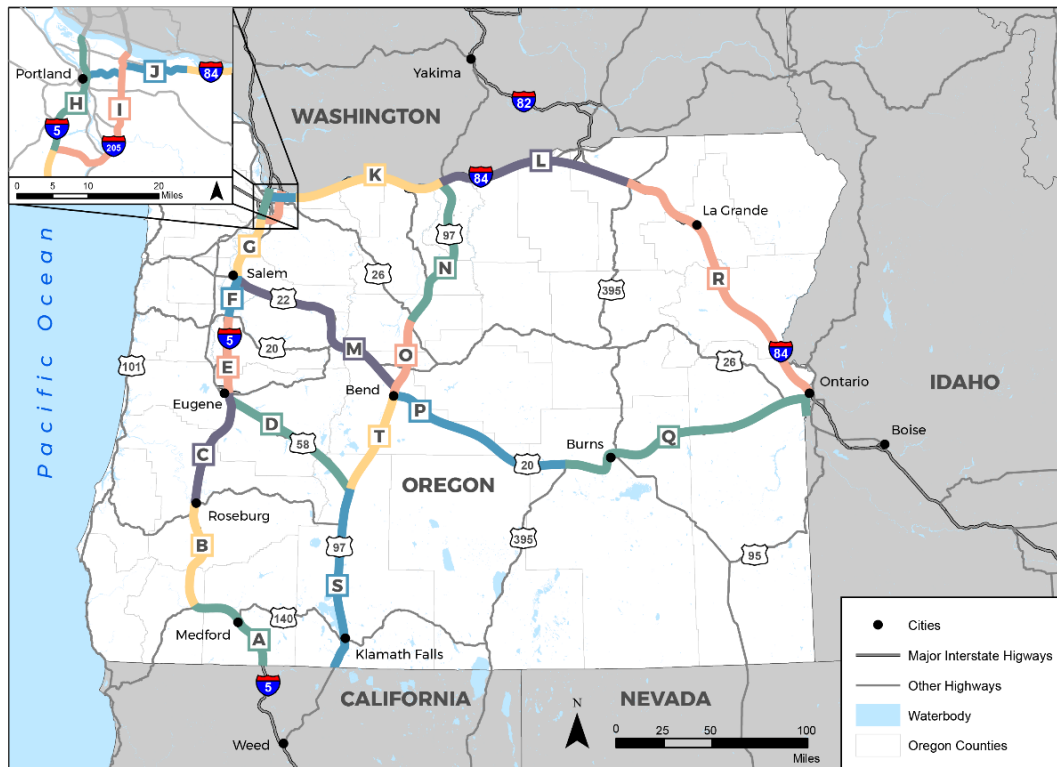 Portland
J
84
H
I
5
205
0 5 10 20
Miles
Yakima
82
WASHINGTON
K
L
84
La Grande
97
G
26
N
Salem
F
22
R
395
5
20
M
O
84
101
E
26
Bend
Ontario
IDAHO
Eugene
P
D
T
Boise
58
Burns
Q
C
20
OREGON
Pacific Ocean
Roseburg
B
97
395
95
S
140
Medford
A
Klamath Falls
5
CALIFORNIA
NEVADA
N
Weed
0 25 50 100
Miles
Cities
Major Interstate Higways
Other Highways
Waterbody
Oregon Counties